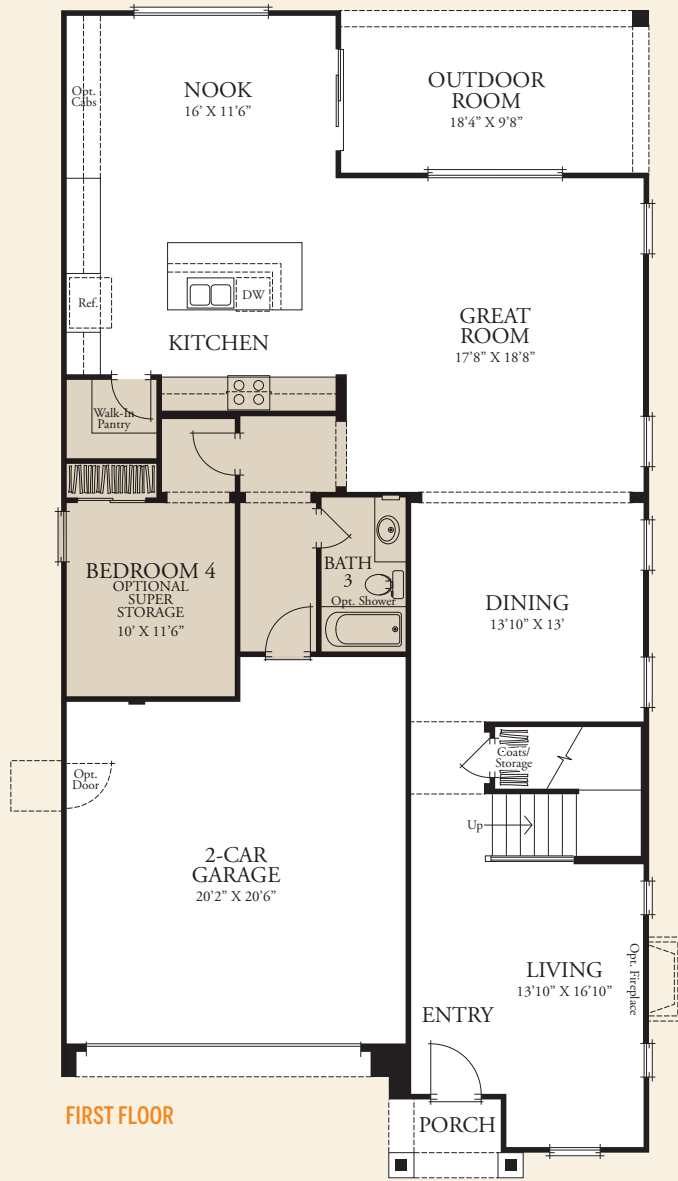 NOOK
16' X 11'6”
OUTDOOR
ROOM
18'4” X 9'8”
Opt.
Cabs
Ref.
DW
KITCHEN
GREAT
ROOM
17'8” X 18'8”
Walk-In
Pantry
BEDROOM 4
OPTIONAL
SUPER
STORAGE
10' X 11'6”
BATH
3
Opt. Shower
DINING
13'10” X 13'
Coats/
Storage
Opt.
Door
Up
2-CAR
GARAGE
20'2” X 20'6”
LIVING
13'10” X 16'10”
Opt. Fireplace
ENTRY
PORCH
FIRST FLOOR